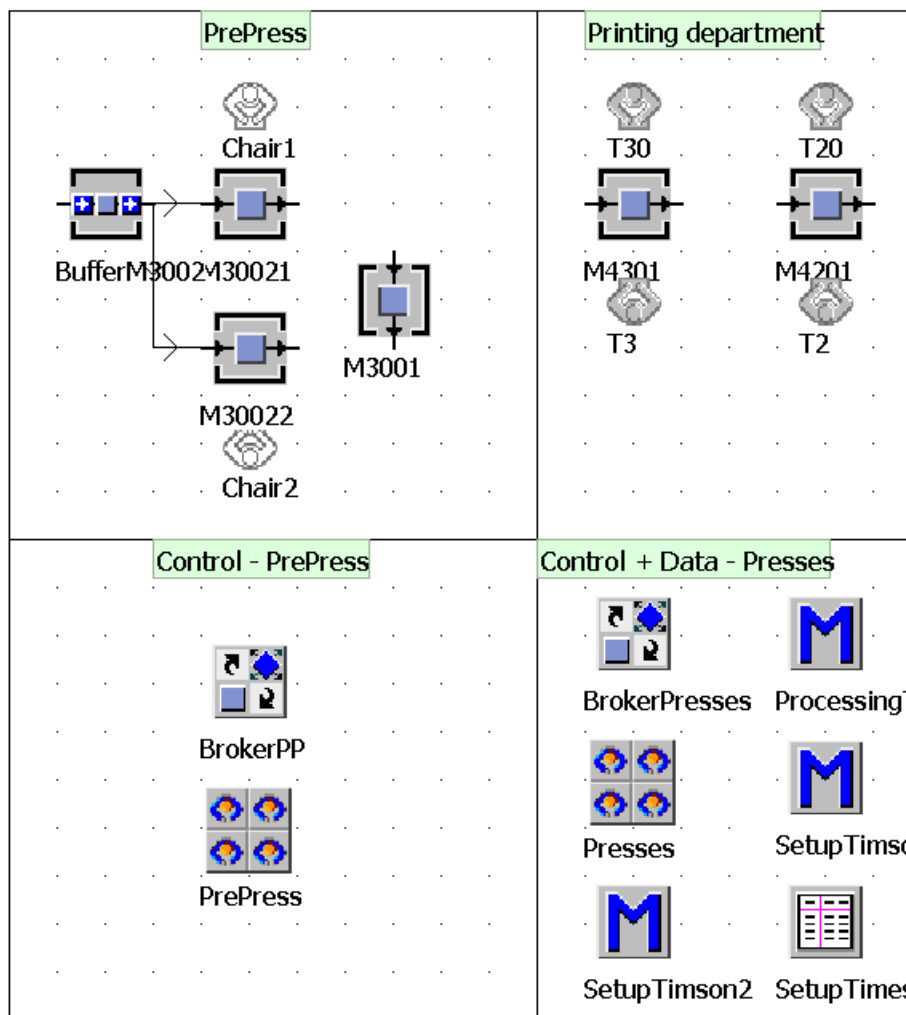 PrePress
Printing department
Chair1
T30
T20
BufferM3002
M30021
M4301
M4201
M3001
T3
T2
M30022
Chair2
Control - PrePress
Control + Data - Presses
BrokerPP
BrokerPresses
PrePress
Presses
SetupTimson2
SetupTimes